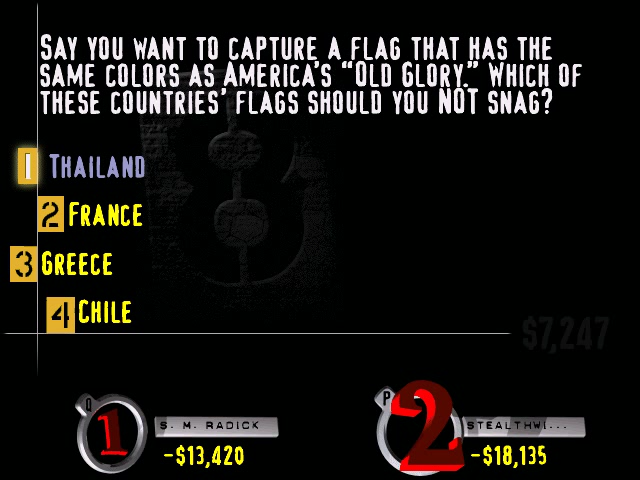 SAY YOU WANT TO CAPTURE A FLAG THAT HAS THE
SAME COLORS AS AMERICA'S “OLD GLORY.” WHICH OF
THESE COUNTRIES' FLAGS SHOULD YOU NOT SNAG?
1 THAILAND
2 FRANCE
3 GREECE
4 CHILE
$7,247
Q
1
S. M. RADICK
-$13,420
P
2
STEALTHWI...
-$18,135